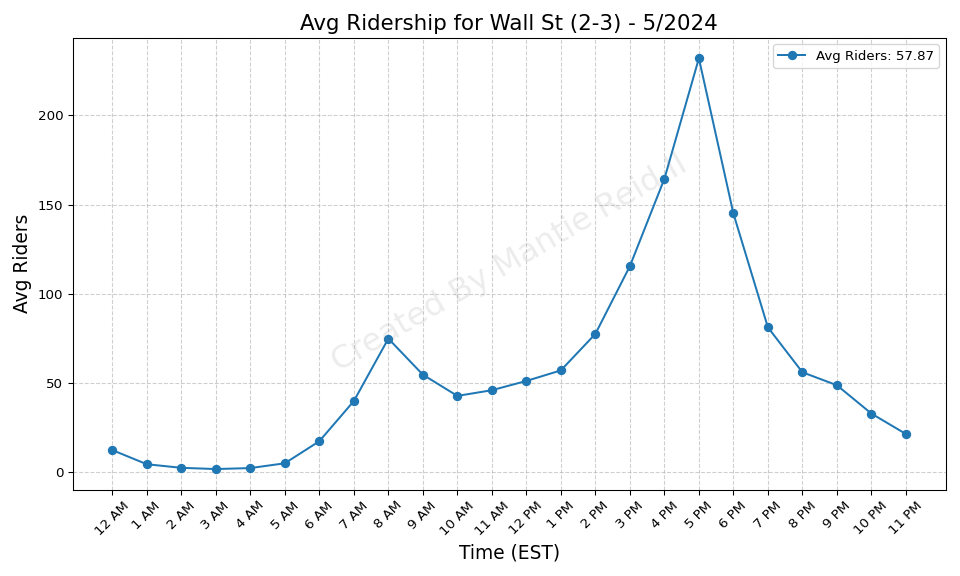 Avg Ridership for Wall St (2-3) - 5/2024
Avg Riders: 57.87
Avg Riders
200
150
100
50
0
Created By Mantie Reidal
12 AM
1 AM
2 AM
3 AM
4 AM
5 AM
6 AM
7 AM
8 AM
9 AM
10 AM
11 AM
12 PM
1 PM
2 PM
3 PM
4 PM
5 PM
6 PM
7 PM
8 PM
9 PM
10 PM
11 PM
Time (EST)